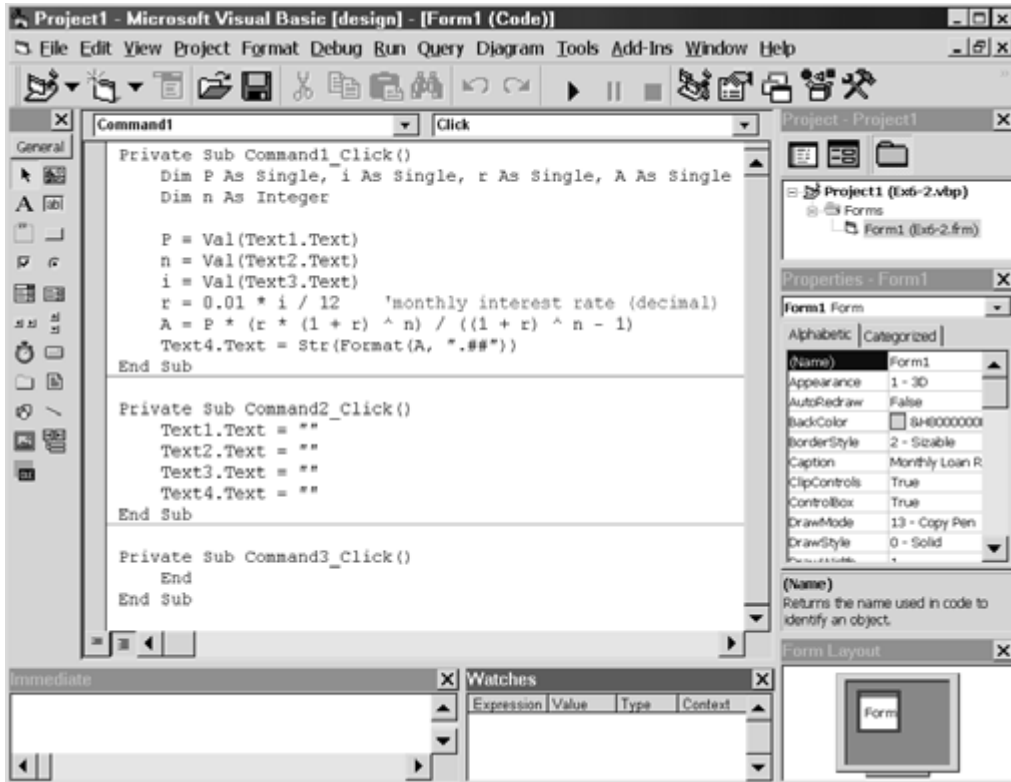 Project1 - Microsoft Visual Basic [design] - [Form1 (Code)]
File Edit View Project Format Debug Run Query Diagram Tools Add-Ins Window Help
General
Command1
Click
Private Sub Command1_Click()
Dim P As Single, i As Single, r As Single, A As Single
Dim n As Integer
P = Val(Text1.Text)
n = Val(Text2.Text)
i = Val(Text3.Text)
r = 0.01 * i / 12 'monthly interest rate (decimal)
A = P * (r * (1 + r) ^ n) / ((1 + r) ^ n - 1)
Text4.Text = Str(Format(A, ".##"))
End Sub
Private Sub Command2_Click()
Text1.Text = ""
Text2.Text = ""
Text3.Text = ""
Text4.Text = ""
End Sub
Private Sub Command3_Click()
End
End Sub
Project - Project1
Project1 (Ex6-2.vbp)
Forms
Form1 (Ex6-2.frm)
Properties - Form1
Form1 Form
Alphabetic Categorized
(Name) Form1
Appearance 1 - 3D
AutoRedraw False
BackColor &H8000000
BorderStyle 2 - Sizable
Caption Monthly Loan R
ClipControls True
ControlBox True
DrawMode 13 - Copy Pen
DrawStyle 0 - Solid
(Name)
Returns the name used in code to
identify an object.
Form Layout
Form
Immediate
Watches
Expression Value Type Context